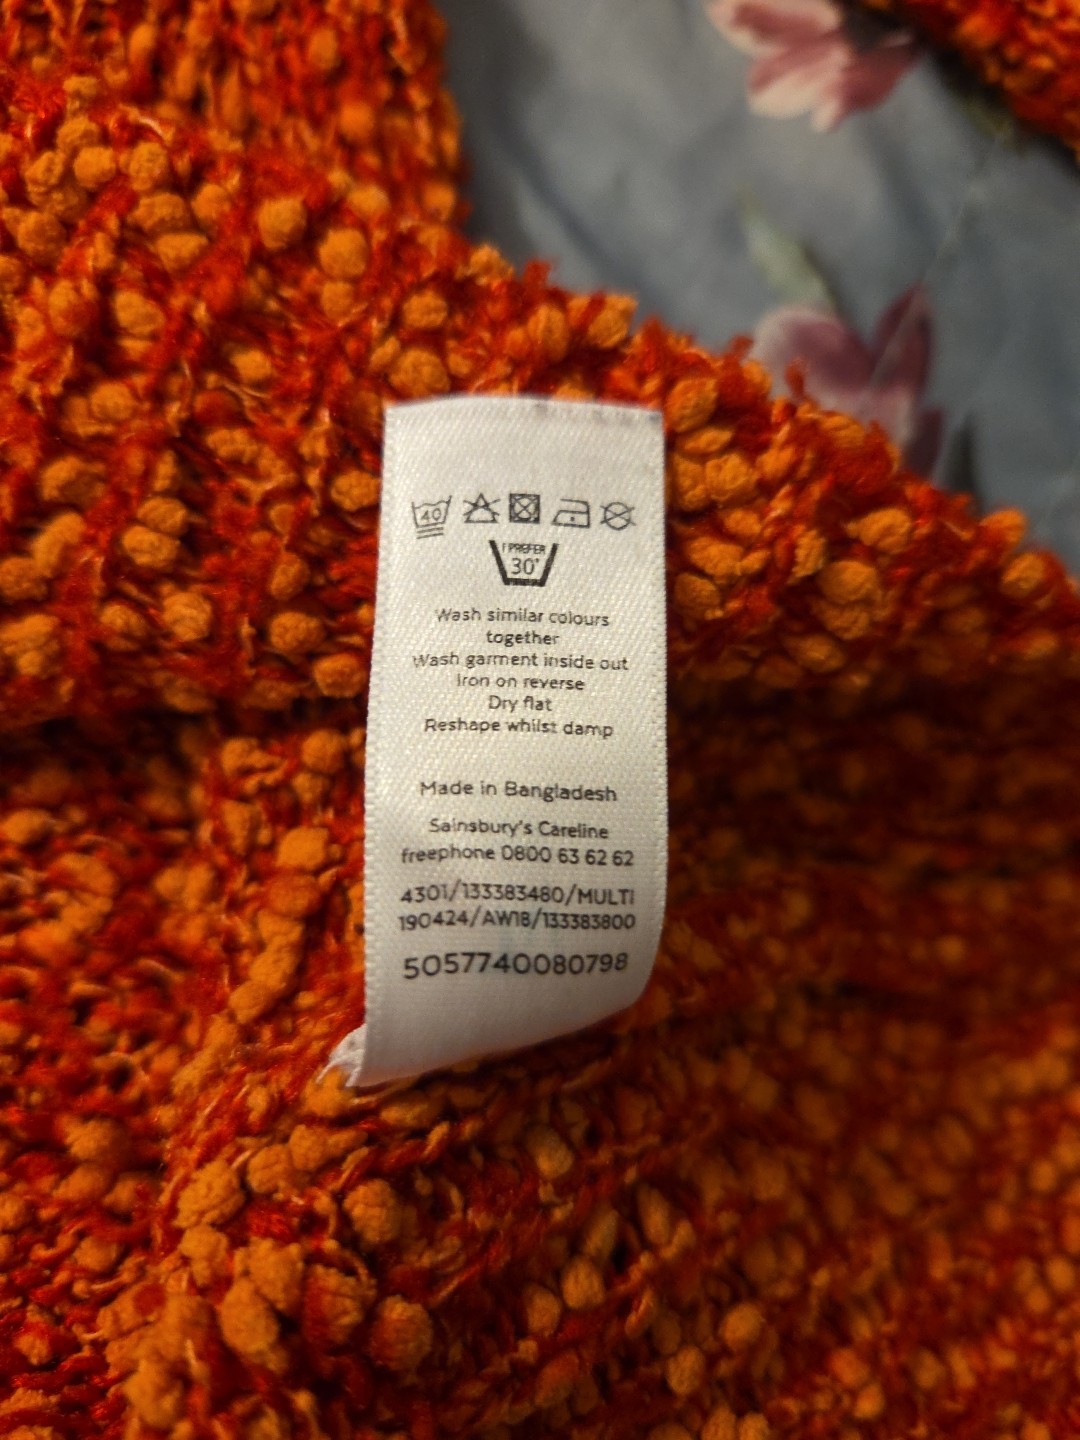 40
I PREFER
30°
Wash similar colours
together
Wash garment inside out
Iron on reverse
Dry flat
Reshape whilst damp
Made in Bangladesh
Sainsbury's Careline
freephone 0800 63 62 62
4301/133383480/MULTI
190424/AW18/133383800
5057740080798